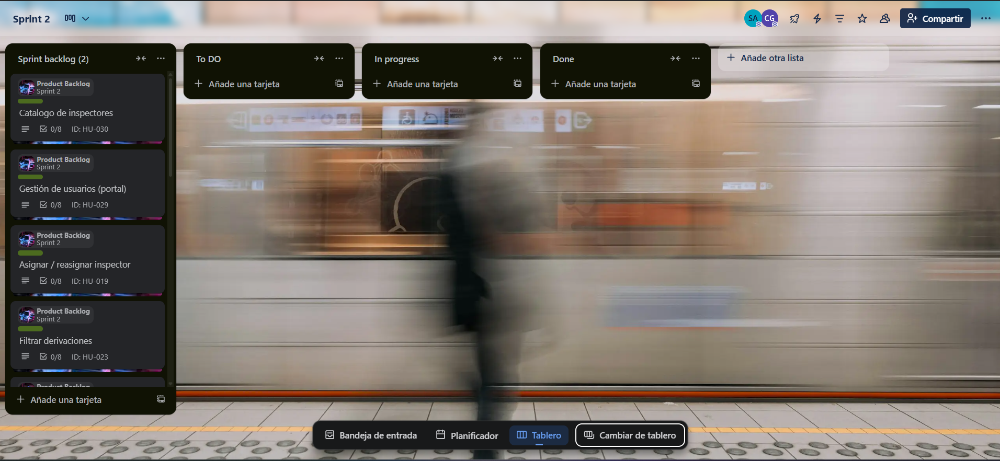 Sprint 2
SA
CG
Compartir
Sprint backlog (2)
Product Backlog
Sprint 2
Catalogo de inspectores
0/8 ID: HU-030
Product Backlog
Sprint 2
Gestión de usuarios (portal)
0/8 ID: HU-029
Product Backlog
Sprint 2
Asignar / reasignar inspector
0/8 ID: HU-019
Product Backlog
Sprint 2
Filtrar derivaciones
0/8 ID: HU-023
Product Backlog
Añade una tarjeta
To DO
Añade una tarjeta
In progress
Añade una tarjeta
Done
Añade una tarjeta
Añade otra lista
Bandeja de entrada
Planificador
Tablero
Cambiar de tablero